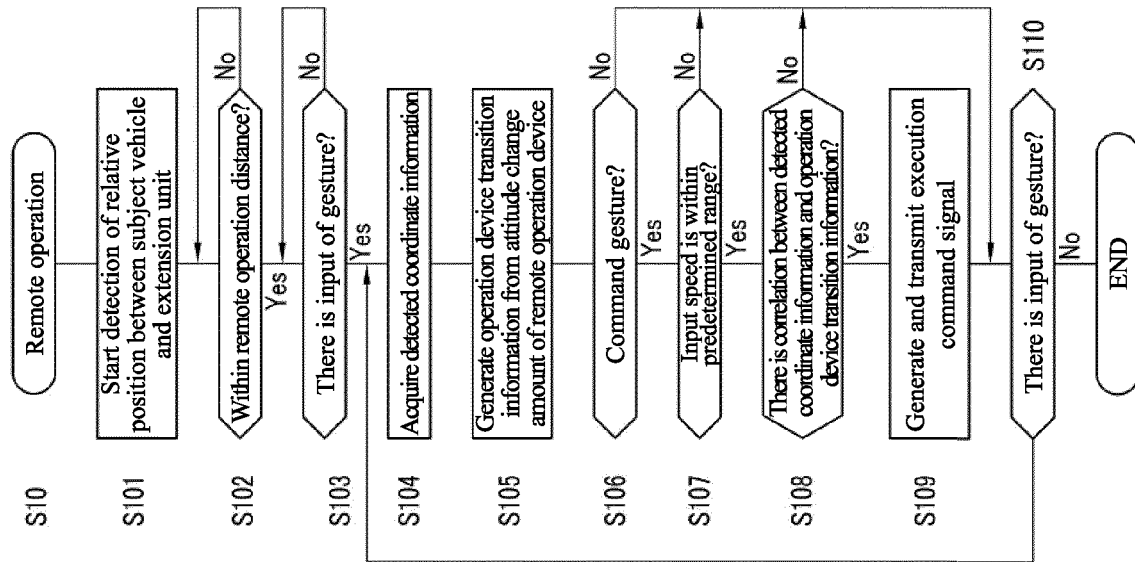 S10
Remote operation
S101
Start detection of relative
position between subject vehicle
and extension unit
S102
Within remote operation distance?
No
Yes
S103
There is input of gesture?
No
Yes
S104
Acquire detected coordinate information
S105
Generate operation device transition
information from attitude change
amount of remote operation device
S106
Command gesture?
No
Yes
S107
Input speed is within
predetermined range?
No
Yes
S108
There is correlation between detected
coordinate information and operation
device transition information?
No
Yes
S109
Generate and transmit execution
command signal
S110
There is input of gesture?
No
END